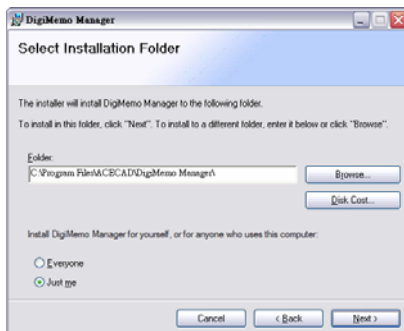 DigiMemo Manager
Select Installation Folder
The installer will install DigiMemo Manager to the following folder.
To install in this folder, click "Next". To install to a different folder, enter it below or click "Browse".
Folder:
C:\Program Files\ACECAD\DigiMemo Manager\
Browse...
Disk Cost...
Install DigiMemo Manager for yourself, or for anyone who uses this computer:
Everyone
Just me
Cancel
< Back
Next >